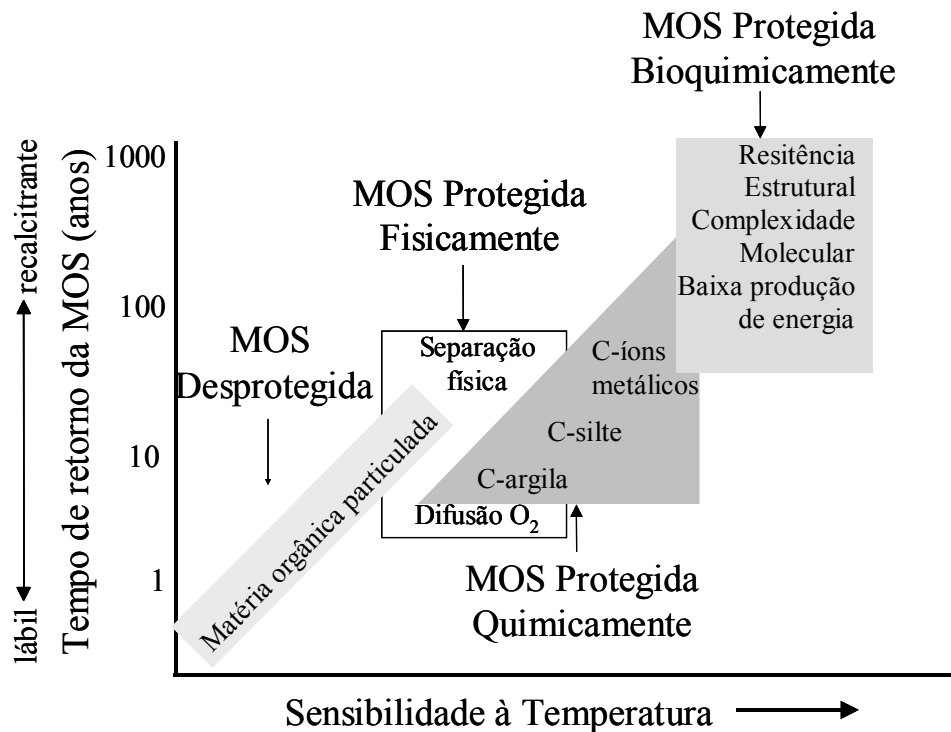 MOS Protegida
Bioquimicamente
1000
100
10
1
recalcitrante
lábil
Tempo de retorno da MOS (anos)
MOS Protegida
Fisicamente
MOS
Desprotegida
Resitência
Estrutural
Complexidade
Molecular
Baixa produção
de energia
Separação
física
C-íons
metálicos
C-silte
C-argila
Difusão O₂
Matéria orgânica particulada
MOS Protegida
Quimicamente
Sensibilidade à Temperatura